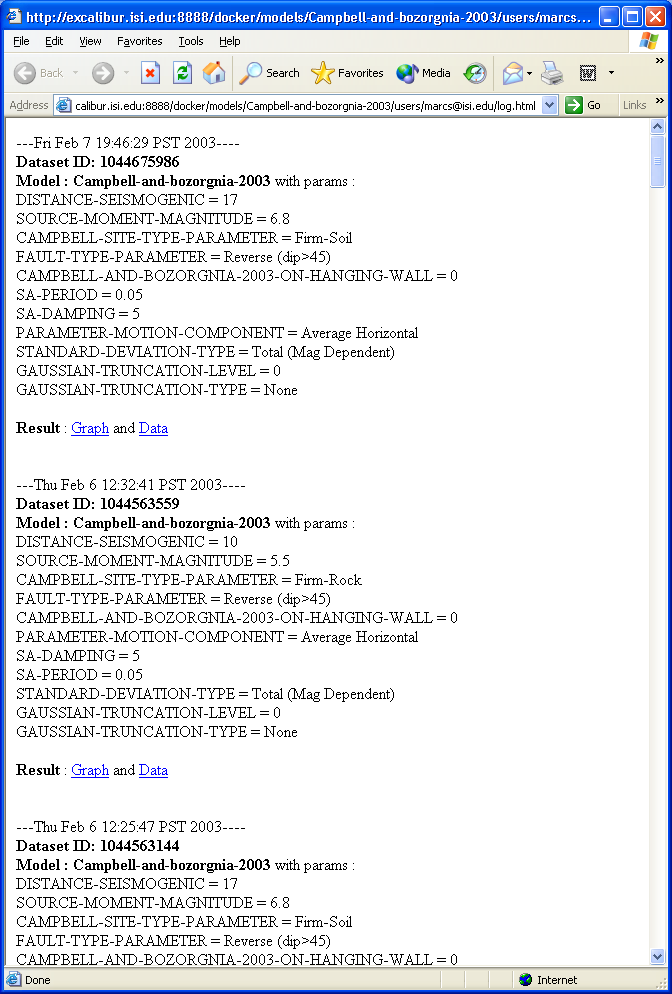 http://excalibur.isi.edu:8888/docker/models/Campbell-and-bozorgnia-2003/users/marcs...
File Edit View Favorites Tools Help
Back Search Favorites Media
Address calibur.isi.edu:8888/docker/models/Campbell-and-bozorgnia-2003/users/marcs@isi.edu/log.html Go Links
---Fri Feb 7 19:46:29 PST 2003----
Dataset ID: 1044675986
Model : Campbell-and-bozorgnia-2003 with params :
DISTANCE-SEISMOGENIC = 17
SOURCE-MOMENT-MAGNITUDE = 6.8
CAMPBELL-SITE-TYPE-PARAMETER = Firm-Soil
FAULT-TYPE-PARAMETER = Reverse (dip>45)
CAMPBELL-AND-BOZORGNIA-2003-ON-HANGING-WALL = 0
SA-PERIOD = 0.05
SA-DAMPING = 5
PARAMETER-MOTION-COMPONENT = Average Horizontal
STANDARD-DEVIATION-TYPE = Total (Mag Dependent)
GAUSSIAN-TRUNCATION-LEVEL = 0
GAUSSIAN-TRUNCATION-TYPE = None
Result : Graph and Data
---Thu Feb 6 12:32:41 PST 2003----
Dataset ID: 1044563559
Model : Campbell-and-bozorgnia-2003 with params :
DISTANCE-SEISMOGENIC = 10
SOURCE-MOMENT-MAGNITUDE = 5.5
CAMPBELL-SITE-TYPE-PARAMETER = Firm-Rock
FAULT-TYPE-PARAMETER = Reverse (dip>45)
CAMPBELL-AND-BOZORGNIA-2003-ON-HANGING-WALL = 0
PARAMETER-MOTION-COMPONENT = Average Horizontal
SA-DAMPING = 5
SA-PERIOD = 0.05
STANDARD-DEVIATION-TYPE = Total (Mag Dependent)
GAUSSIAN-TRUNCATION-LEVEL = 0
GAUSSIAN-TRUNCATION-TYPE = None
Result : Graph and Data
---Thu Feb 6 12:25:47 PST 2003----
Dataset ID: 1044563144
Model : Campbell-and-bozorgnia-2003 with params :
DISTANCE-SEISMOGENIC = 17
SOURCE-MOMENT-MAGNITUDE = 6.8
CAMPBELL-SITE-TYPE-PARAMETER = Firm-Soil
FAULT-TYPE-PARAMETER = Reverse (dip>45)
CAMPBELL-AND-BOZORGNIA-2003-ON-HANGING-WALL = 0
Done Internet